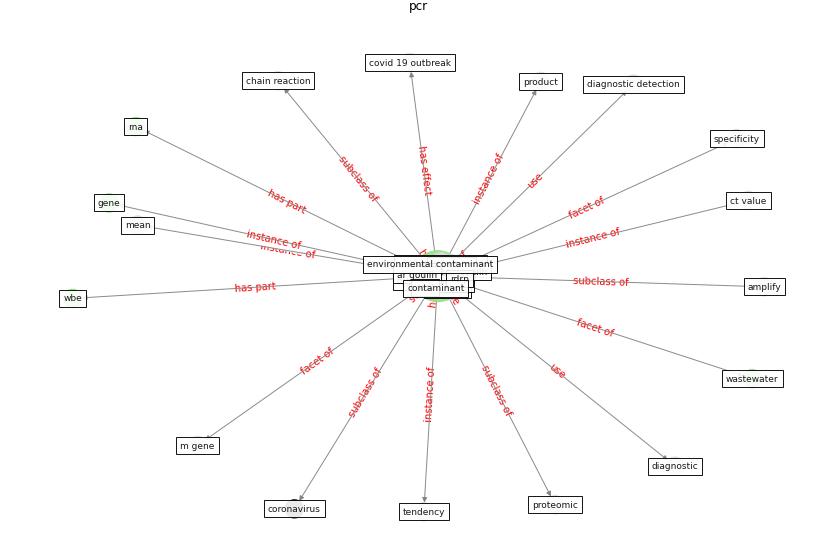 pcr
covid 19 outbreak
chain reaction
product
diagnostic detection
rna
specificity
has effect
subclass of
instance of
use
has part
facet of
gene
ct value
mean
instance of
instance of
instance of
environmental contaminant
rdrp
subclass of
amplify
wbe
has part
contaminant
facet of
facet of
use
wastewater
subclass of
instance of
subclass of
m gene
diagnostic
coronavirus
tendency
proteomic